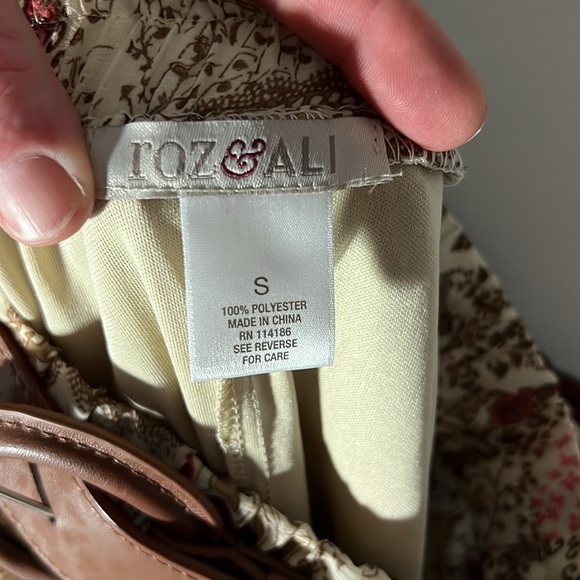 roz&ALI
S
100% POLYESTER
MADE IN CHINA
RN 114186
SEE REVERSE
FOR CARE